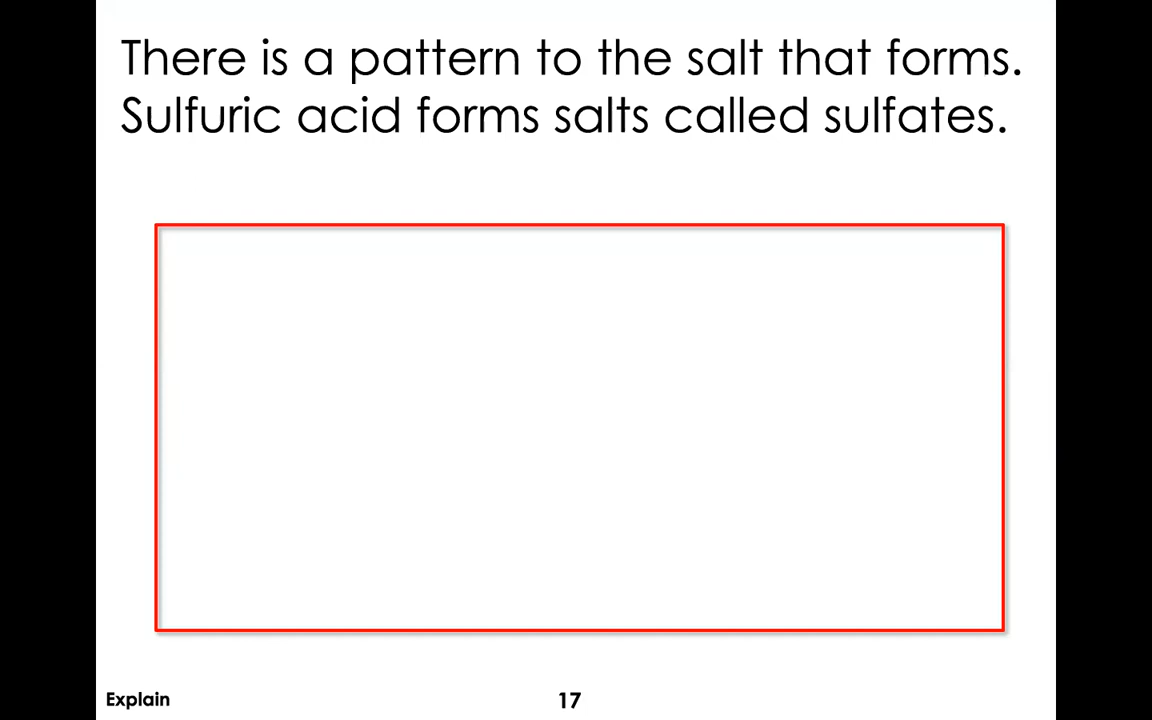 There is a pattern to the salt that forms.
Sulfuric acid forms salts called sulfates.
Explain
17